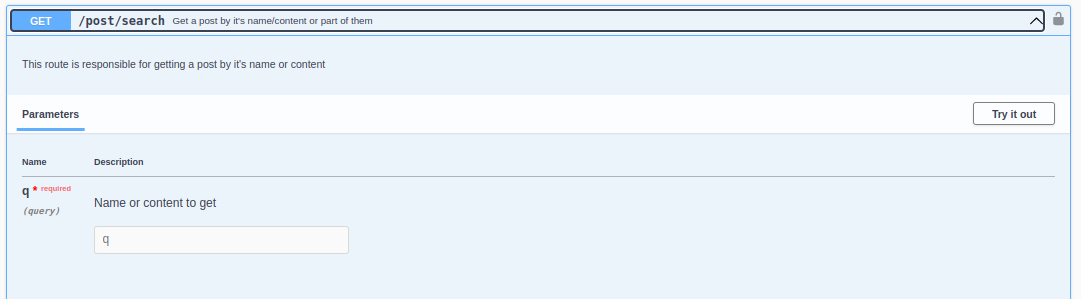 GET /post/search Get a post by it's name/content or part of them
This route is responsible for getting a post by it's name or content
Parameters Try it out
Name Description
q * required Name or content to get
(query)
q